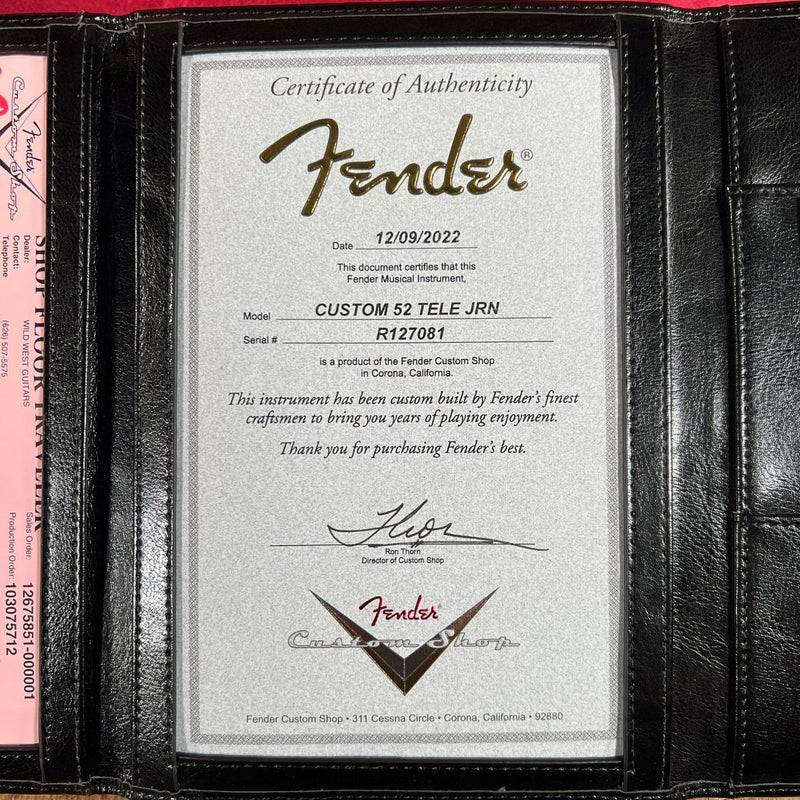 Fender
Custom Shop
SHOP FLOOR TRAVELER
Dealer: WILD WEST GUITARS
Contact:
Telephone (626) 507-5575
Sales Order: 12675851-000001
Production Order: 103075712
Certificate of Authenticity
Fender®
Date 12/09/2022
This document certifies that this
Fender Musical Instrument,
Model CUSTOM 52 TELE JRN
Serial # R127081
is a product of the Fender Custom Shop
in Corona, California.
This instrument has been custom built by Fender's finest
craftsmen to bring you years of playing enjoyment.
Thank you for purchasing Fender's best.
Ron Thorn
Director of Custom Shop
Fender
Custom Shop
Fender Custom Shop • 311 Cessna Circle • Corona, California • 92880